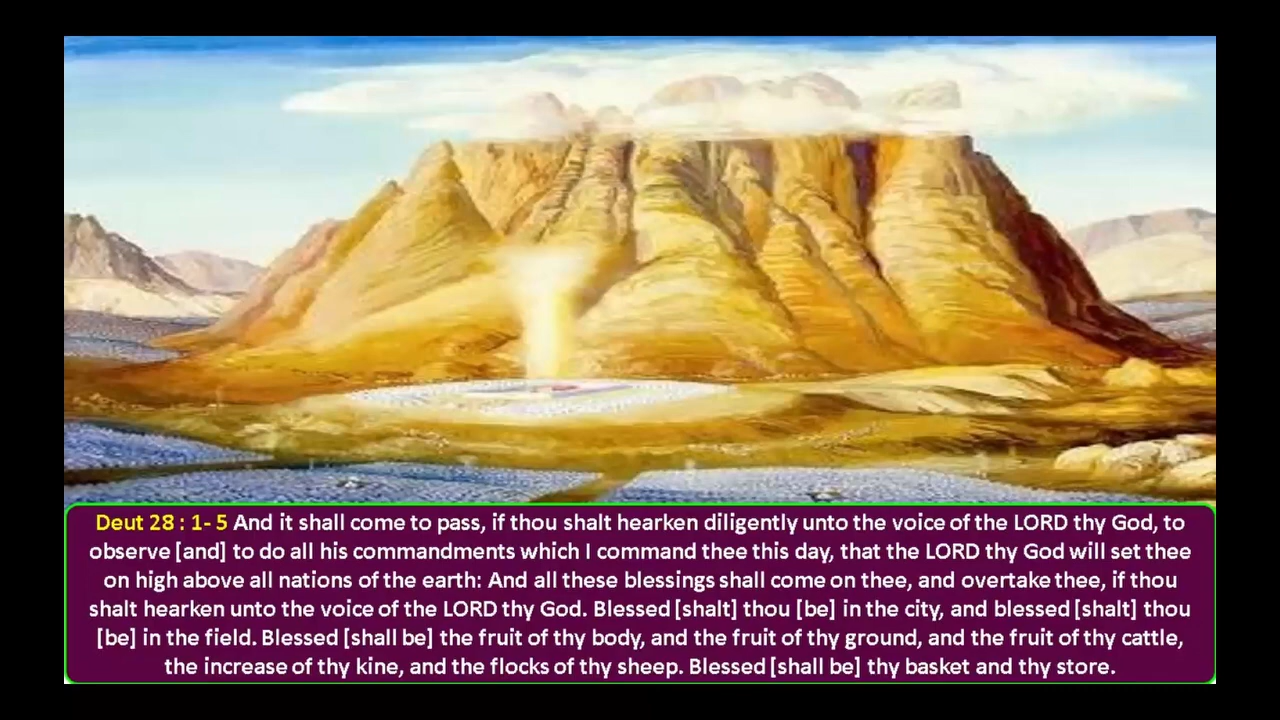 Deut 28 : 1- 5 And it shall come to pass, if thou shalt hearken diligently unto the voice of the LORD thy God, to
observe [and] to do all his commandments which I command thee this day, that the LORD thy God will set thee
on high above all nations of the earth: And all these blessings shall come on thee, and overtake thee, if thou
shalt hearken unto the voice of the LORD thy God. Blessed [shalt] thou [be] in the city, and blessed [shalt] thou
[be] in the field. Blessed [shall be] the fruit of thy body, and the fruit of thy ground, and the fruit of thy cattle,
the increase of thy kine, and the flocks of thy sheep. Blessed [shall be] thy basket and thy store.